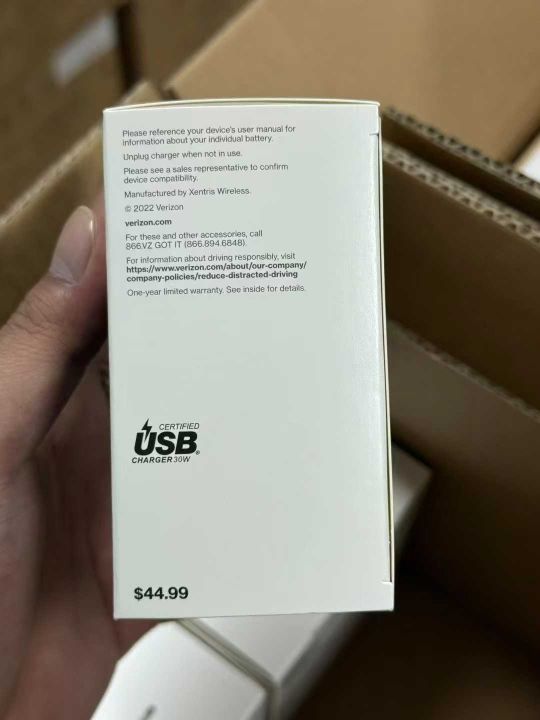 Please reference your device's user manual for
information about your individual battery.
Unplug charger when not in use.
Please see a sales representative to confirm
device compatibility.
Manufactured by Xentris Wireless.
© 2022 Verizon
verizon.com
For these and other accessories, call
866.VZ GOT IT (866.894.6848).
For information about driving responsibly, visit
https://www.verizon.com/about/our-company/
company-policies/reduce-distracted-driving
One-year limited warranty. See inside for details.
CERTIFIED
USB®
CHARGER 30W
$44.99